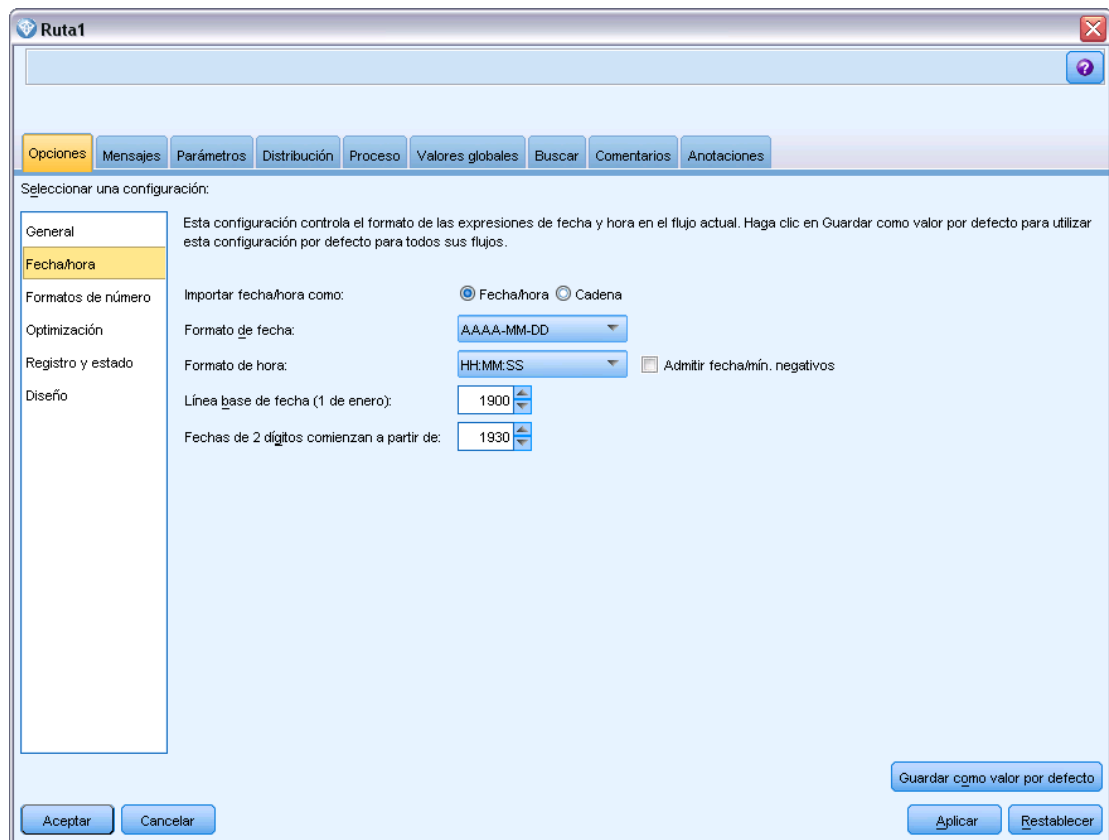 Ruta1
?
Opciones Mensajes Parámetros Distribución Proceso Valores globales Buscar Comentarios Anotaciones
Seleccionar una configuración:
General
Fecha/hora
Formatos de número
Optimización
Registro y estado
Diseño
Esta configuración controla el formato de las expresiones de fecha y hora en el flujo actual. Haga clic en Guardar como valor por defecto para utilizar
esta configuración por defecto para todos sus flujos.
Importar fecha/hora como: Fecha/hora Cadena
Formato de fecha: AAAA-MM-DD
Formato de hora: HH:MM:SS Admitir fecha/mín. negativos
Línea base de fecha (1 de enero): 1900
Fechas de 2 dígitos comienzan a partir de: 1930
Guardar como valor por defecto
Aceptar Cancelar Aplicar Restablecer